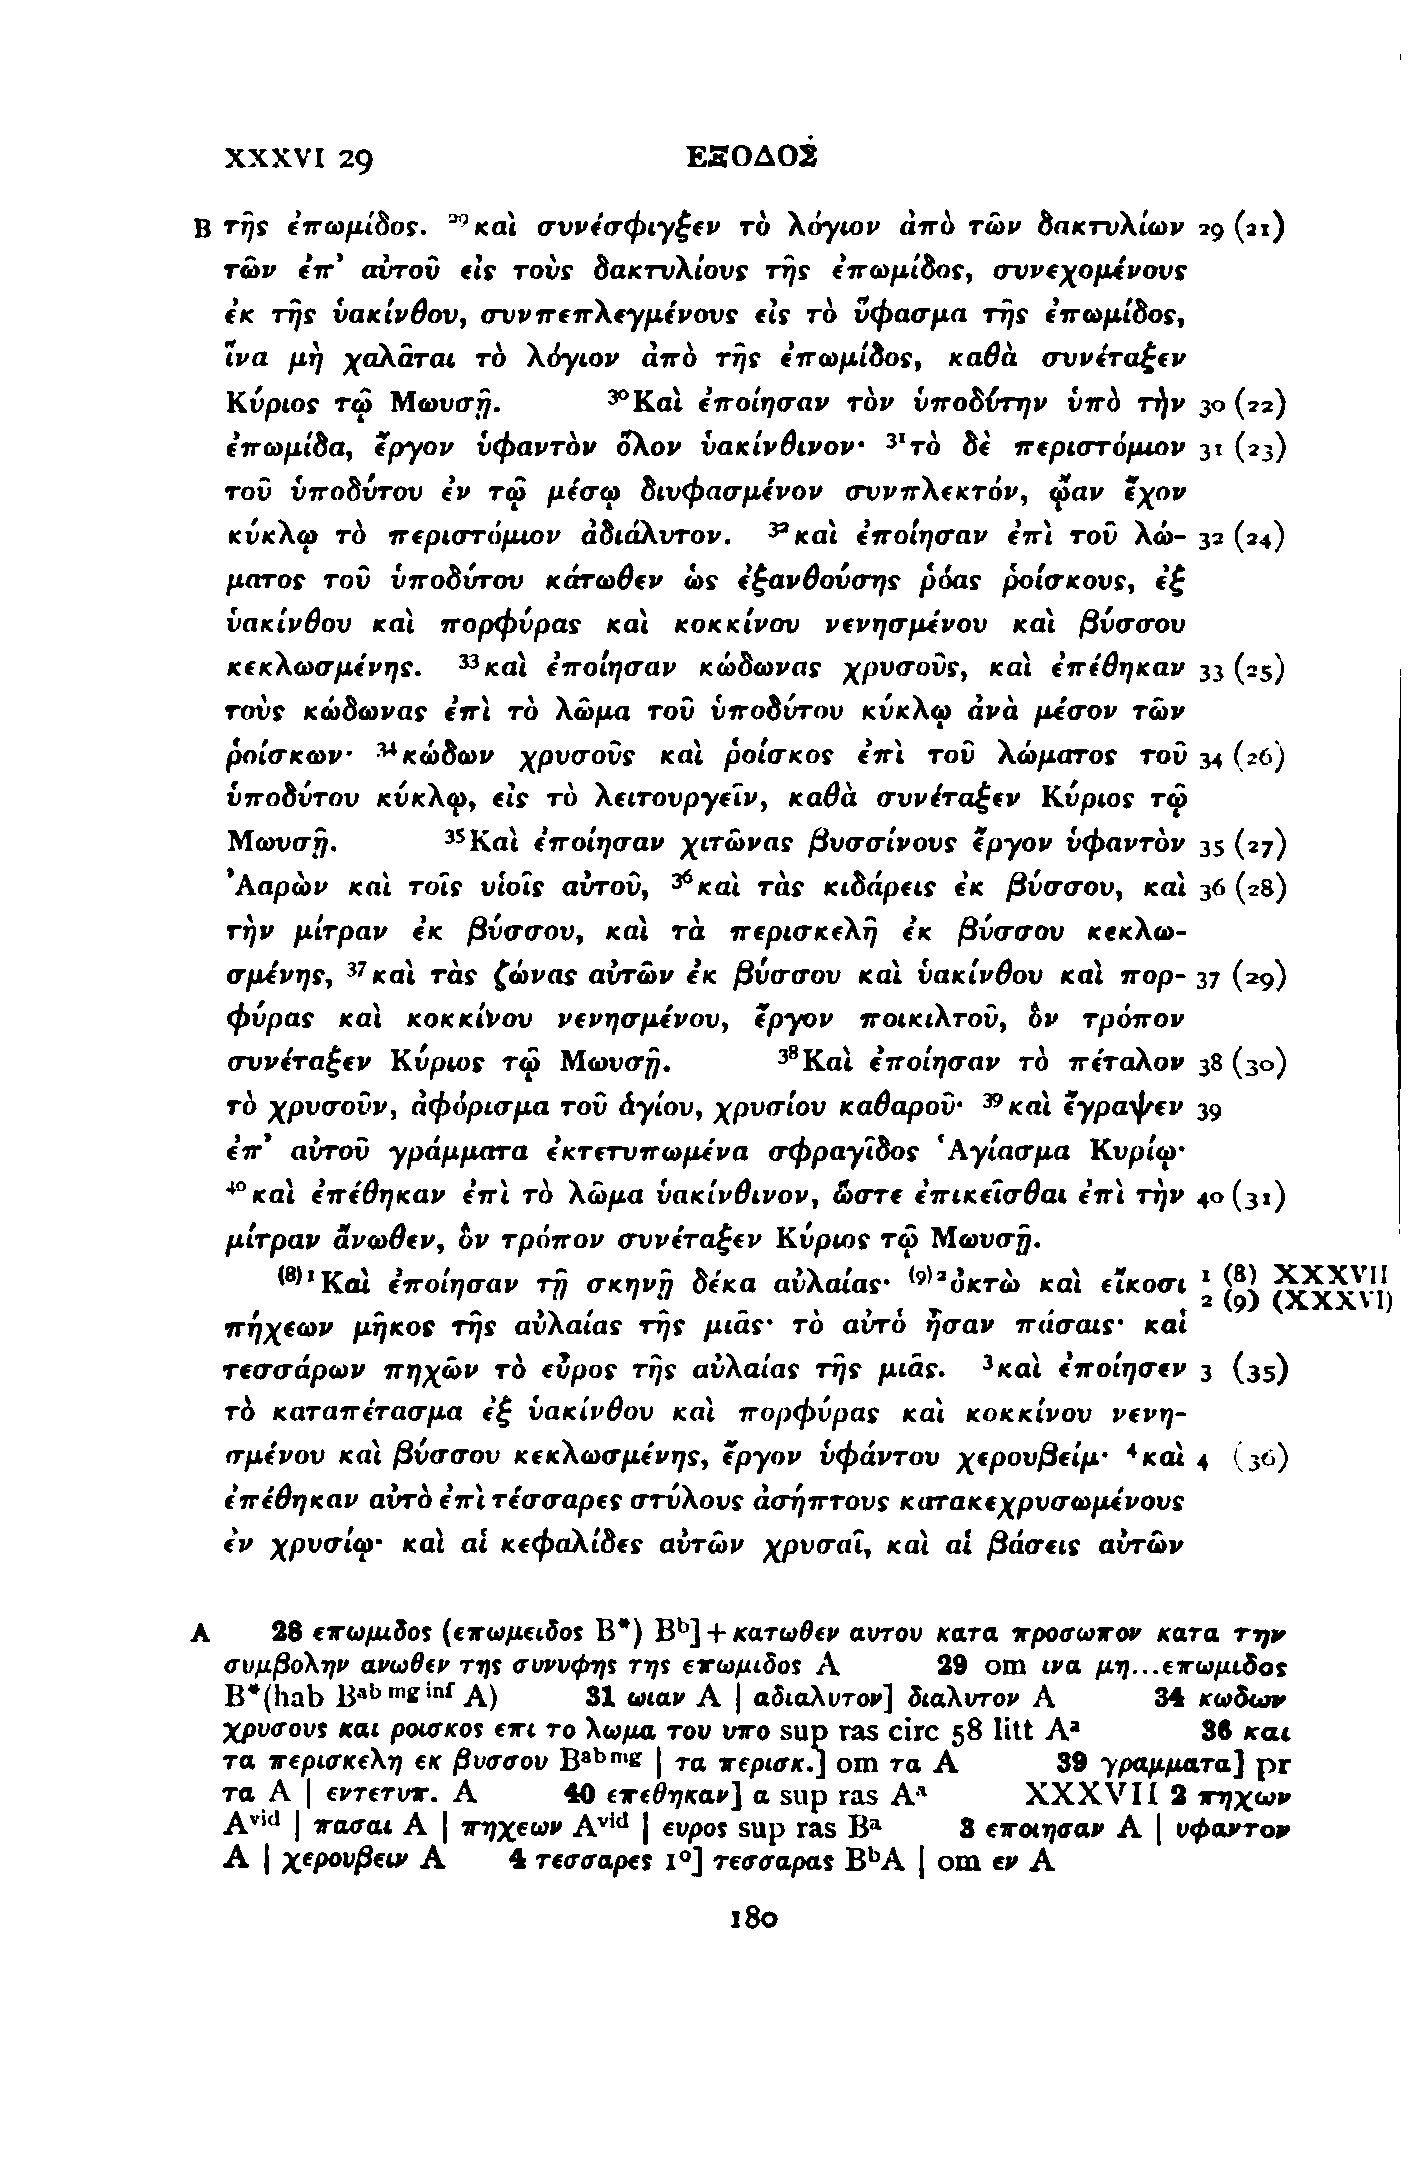 XXXVI 29 ΕΞΟΔΟΣ
B τῆς ἐπωμίδος. ²⁹καὶ συνέσφιγξεν τὸ λόγιον ἀπὸ τῶν δακτυλίων 29 (21)
τῶν ἐπ’ αὐτοῦ εἰς τοὺς δακτυλίους τῆς ἐπωμίδος, συνεχομένους
ἐκ τῆς ὑακίνθου, συνπεπλεγμένους εἰς τὸ ὕφασμα τῆς ἐπωμίδος,
ἵνα μὴ χαλᾶται τὸ λόγιον ἀπὸ τῆς ἐπωμίδος, καθὰ συνέταξεν
Κύριος τῷ Μωυσῇ. ³⁰Καὶ ἐποίησαν τὸν ὑποδύτην ὑπὸ τὴν 30 (22)
ἐπωμίδα, ἔργον ὑφαντὸν ὅλον ὑακίνθινον· ³¹τὸ δὲ περιστόμιον 31 (23)
τοῦ ὑποδύτου ἐν τῷ μέσῳ διυφασμένον συνπλεκτόν, ᾤαν ἔχον
κύκλῳ τὸ περιστόμιον ἀδιάλυτον. ³²καὶ ἐποίησαν ἐπὶ τοῦ λώ- 32 (24)
ματος τοῦ ὑποδύτου κάτωθεν ὡς ἐξανθούσης ῥόας ῥοίσκους, ἐξ
ὑακίνθου καὶ πορφύρας καὶ κοκκίνου νενησμένου καὶ βύσσου
κεκλωσμένης. ³³καὶ ἐποίησαν κώδωνας χρυσοῦς, καὶ ἐπέθηκαν 33 (25)
τοὺς κώδωνας ἐπὶ τὸ λῶμα τοῦ ὑποδύτου κύκλῳ ἀνὰ μέσον τῶν
ῥοίσκων· ³⁴κώδων χρυσοῦς καὶ ῥοίσκος ἐπὶ τοῦ λώματος τοῦ 34 (26)
ὑποδύτου κύκλῳ, εἰς τὸ λειτουργεῖν, καθὰ συνέταξεν Κύριος τῷ
Μωυσῇ. ³⁵Καὶ ἐποίησαν χιτῶνας βυσσίνους ἔργον ὑφαντὸν 35 (27)
Ἀαρὼν καὶ τοῖς υἱοῖς αὐτοῦ, ³⁶καὶ τὰς κιδάρεις ἐκ βύσσου, καὶ 36 (28)
τὴν μίτραν ἐκ βύσσου, καὶ τὰ περισκελῆ ἐκ βύσσου κεκλω-
σμένης, ³⁷καὶ τὰς ζώνας αὐτῶν ἐκ βύσσου καὶ ὑακίνθου καὶ πορ- 37 (29)
φύρας καὶ κοκκίνου νενησμένου, ἔργον ποικιλτοῦ, ὃν τρόπον
συνέταξεν Κύριος τῷ Μωυσῇ. ³⁸Καὶ ἐποίησαν τὸ πέταλον 38 (30)
τὸ χρυσοῦν, ἀφόρισμα τοῦ ἁγίου, χρυσίου καθαροῦ· ³⁹καὶ ἔγραψεν 39
ἐπ’ αὐτοῦ γράμματα ἐκτετυπωμένα σφραγῖδος Ἁγίασμα Κυρίῳ·
⁴⁰καὶ ἐπέθηκαν ἐπὶ τὸ λῶμα ὑακίνθινον, ὥστε ἐπικεῖσθαι ἐπὶ τὴν 40 (31)
μίτραν ἄνωθεν, ὃν τρόπον συνέταξεν Κύριος τῷ Μωυσῇ.
⁽⁸⁾¹Καὶ ἐποίησαν τῇ σκηνῇ δέκα αὐλαίας· ⁽⁹⁾²ὀκτὼ καὶ εἴκοσι 1 (8) XXXVII
2 (9) (XXXVI)
πήχεων μῆκος τῆς αὐλαίας τῆς μιᾶς· τὸ αὐτὸ ἦσαν πάσαις· καὶ
τεσσάρων πηχῶν τὸ εὖρος τῆς αὐλαίας τῆς μιᾶς. ³καὶ ἐποίησεν 3 (35)
τὸ καταπέτασμα ἐξ ὑακίνθου καὶ πορφύρας καὶ κοκκίνου νενη-
σμένου καὶ βύσσου κεκλωσμένης, ἔργον ὑφάντου χερουβείμ· ⁴καὶ 4 (36)
ἐπέθηκαν αὐτὸ ἐπὶ τέσσαρες στύλους ἀσήπτους κατακεχρυσωμένους
ἐν χρυσίῳ· καὶ αἱ κεφαλίδες αὐτῶν χρυσαῖ, καὶ αἱ βάσεις αὐτῶν
A 28 επωμιδος (επωμειδος B*) Bᵇ] + κατωθεν αυτου κατα προσωπον κατα την
συμβολην ανωθεν της συνυφης της επωμιδος A 29 om ινα μη...επωμιδος
B* (hab Bᵃᵇ ᵐᵍ ⁱⁿᶠ A) 31 ωιαν A | αδιαλυτον] διαλυτον A 34 κωδων
χρυσους και ροισκος επι το λωμα του υπο sup ras circ 58 litt Aᵃ 36 και
τα περισκελη εκ βυσσου Bᵃᵇᵐᵍ | τα περισκ.] om τα A 39 γραμματα] pr
τα A | εντετυπ. A 40 επεθηκαν] α sup ras Aᵃ XXXVII 2 πηχων
Aᵛⁱᵈ | πασαι A | πηχεων Aᵛⁱᵈ | ευρος sup ras Bᵃ 3 εποιησαν A | υφαντον
A | χερουβειν A 4 τεσσαρες 1°] τεσσαρας BᵇA | om εν A
180